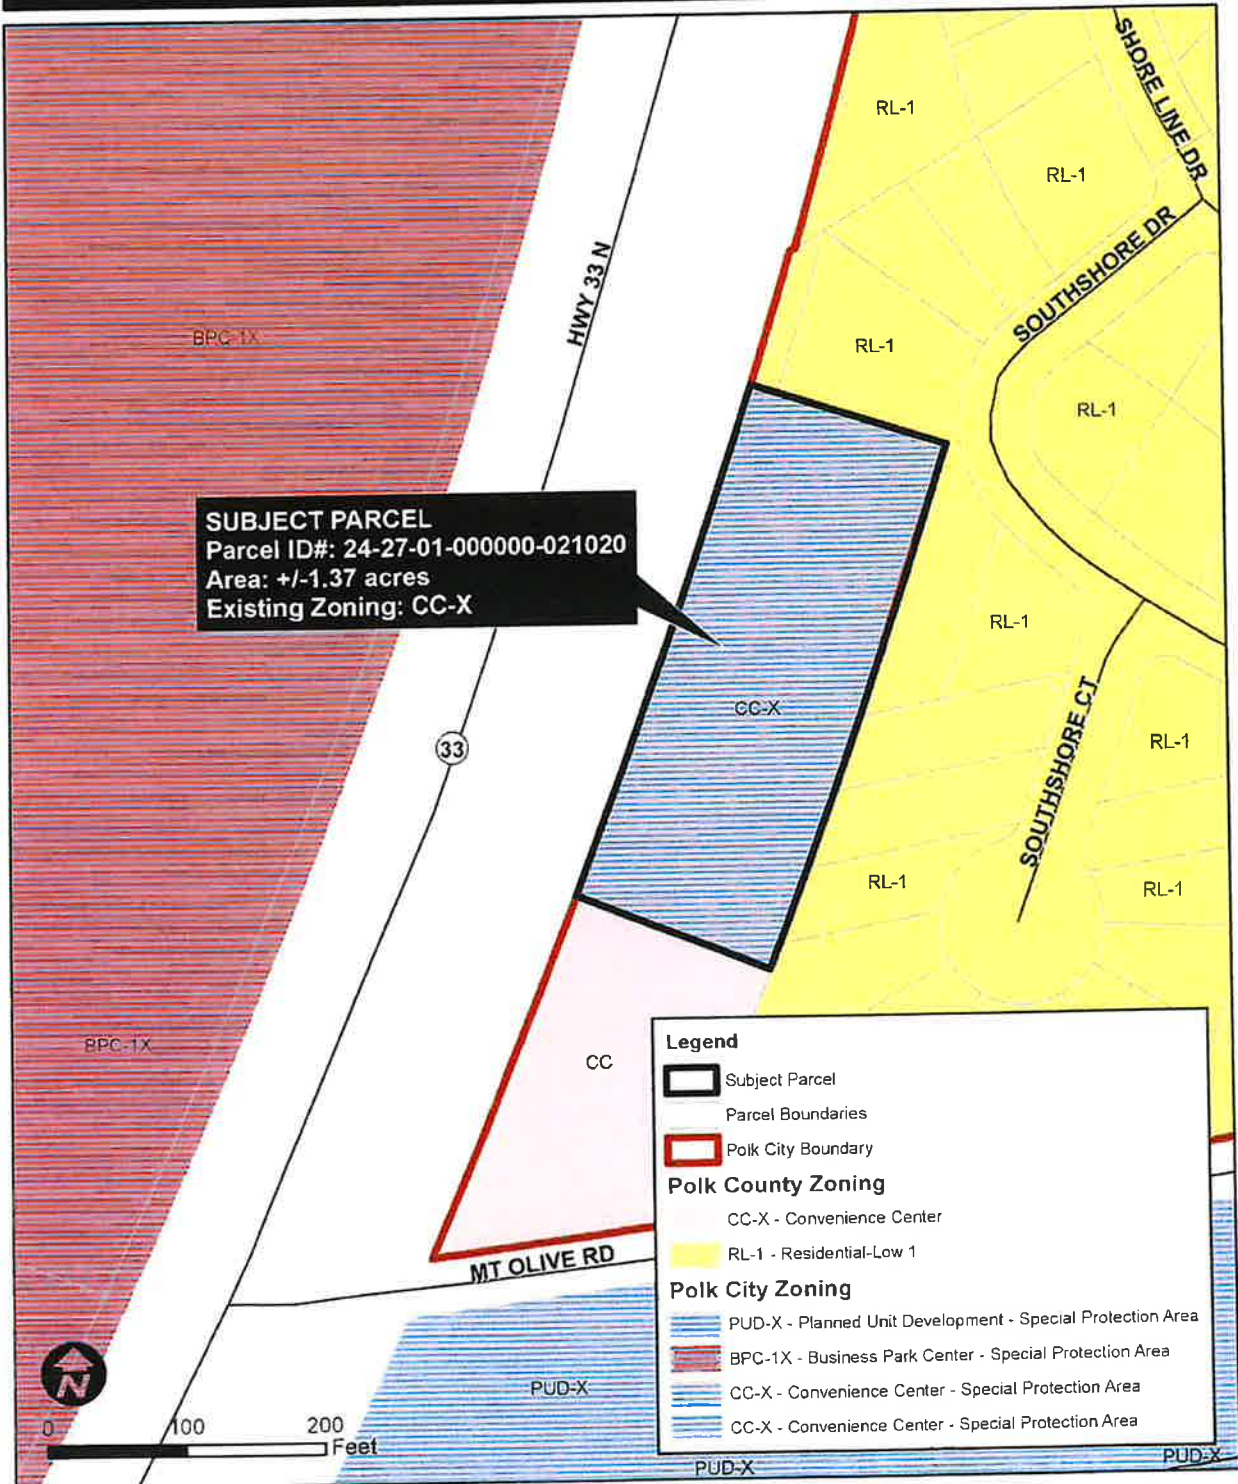 SHORE LINE DR
RL-1
RL-1
SOUTHSHORE DR
HWY 33 N
BPC-1X
RL-1
RL-1
SUBJECT PARCEL
Parcel ID#: 24-27-01-000000-021020
Area: +/-1.37 acres
Existing Zoning: CC-X
RL-1
CC-X
SOUTHSHORE CT
33
RL-1
RL-1
RL-1
BPC-1X
CC
Legend
Subject Parcel
Parcel Boundaries
Polk City Boundary
Polk County Zoning
CC-X - Convenience Center
RL-1 - Residential-Low 1
Polk City Zoning
PUD-X - Planned Unit Development - Special Protection Area
BPC-1X - Business Park Center - Special Protection Area
CC-X - Convenience Center - Special Protection Area
CC-X - Convenience Center - Special Protection Area
MT OLIVE RD
N
PUD-X
0 100 200
Feet
PUD-X
PUD-X